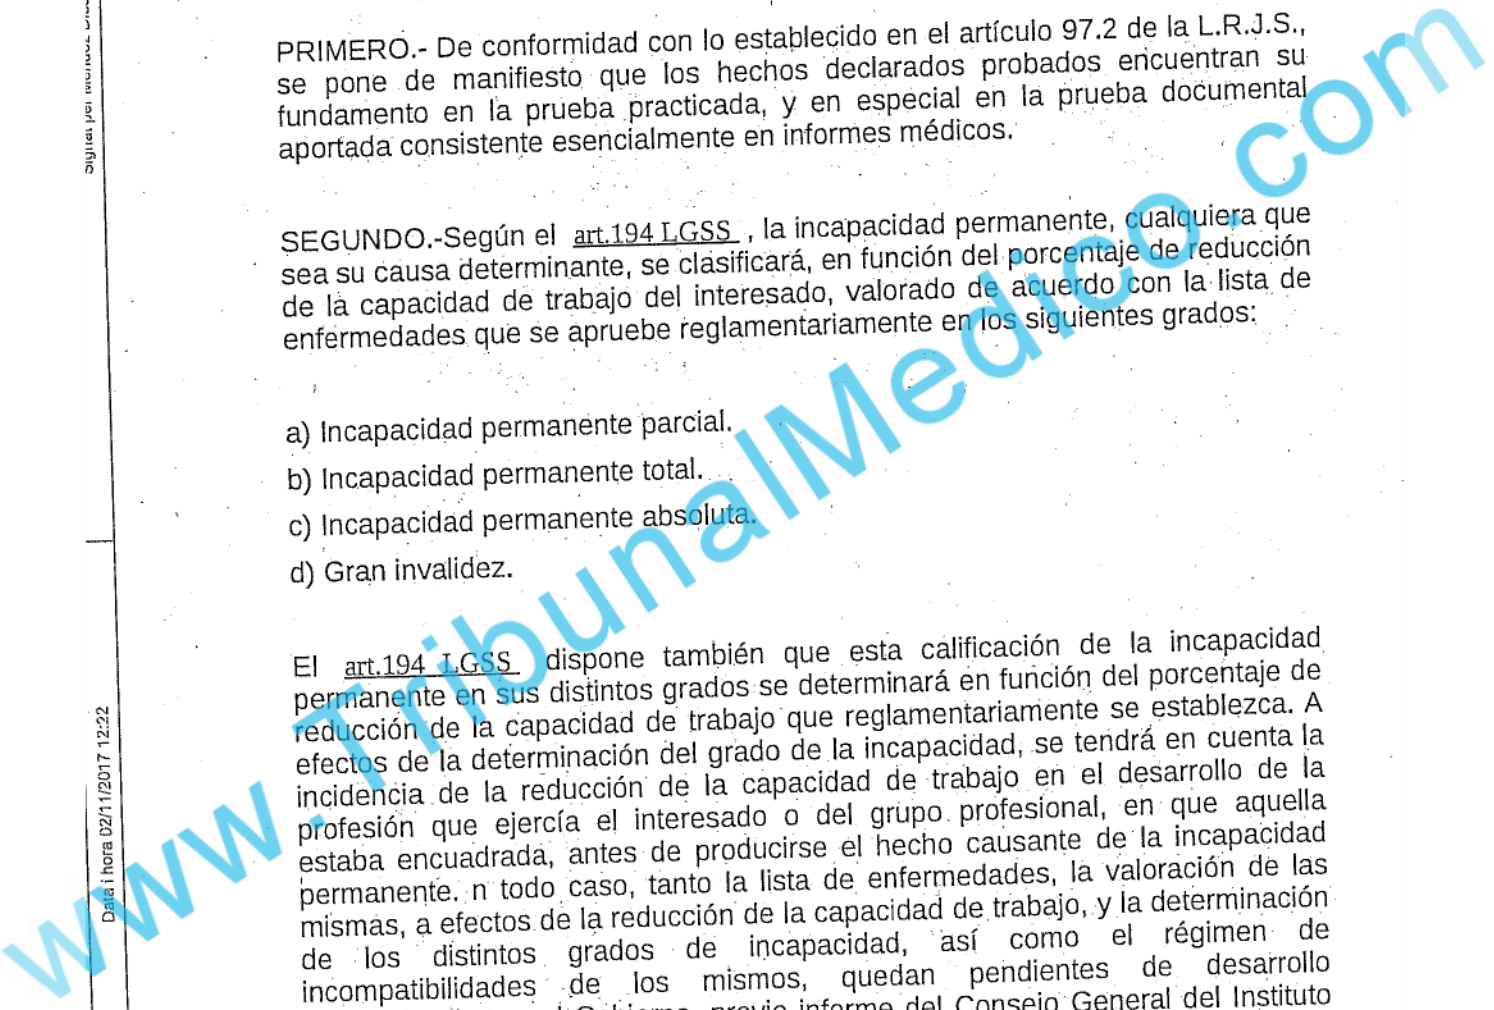 PRIMERO.- De conformidad con lo establecido en el artículo 97.2 de la L.R.J.S.,
se pone de manifiesto que los hechos declarados probados encuentran su
fundamento en la prueba practicada, y en especial en la prueba documental
aportada consistente esencialmente en informes médicos.
SEGUNDO.-Según el art.194 LGSS , la incapacidad permanente, cualquiera que
sea su causa determinante, se clasificará, en función del porcentaje de reducción
de la capacidad de trabajo del interesado, valorado de acuerdo con la lista de
enfermedades que se apruebe reglamentariamente en los siguientes grados:
a) Incapacidad permanente parcial.
b) Incapacidad permanente total.
c) Incapacidad permanente absoluta.
d) Gran invalidez.
El art.194 LGSS dispone también que esta calificación de la incapacidad
permanente en sus distintos grados se determinará en función del porcentaje de
reducción de la capacidad de trabajo que reglamentariamente se establezca. A
efectos de la determinación del grado de la incapacidad, se tendrá en cuenta la
incidencia de la reducción de la capacidad de trabajo en el desarrollo de la
profesión que ejercía el interesado o del grupo profesional, en que aquella
estaba encuadrada, antes de producirse el hecho causante de la incapacidad
permanente. n todo caso, tanto la lista de enfermedades, la valoración de las
mismas, a efectos de la reducción de la capacidad de trabajo, y la determinación
de los distintos grados de incapacidad, así como el régimen de
incompatibilidades de los mismos, quedan pendientes de desarrollo
previo informe del Consejo General del Instituto
Data i hora 02/11/2017 12:22
www.TribunalMedico.com